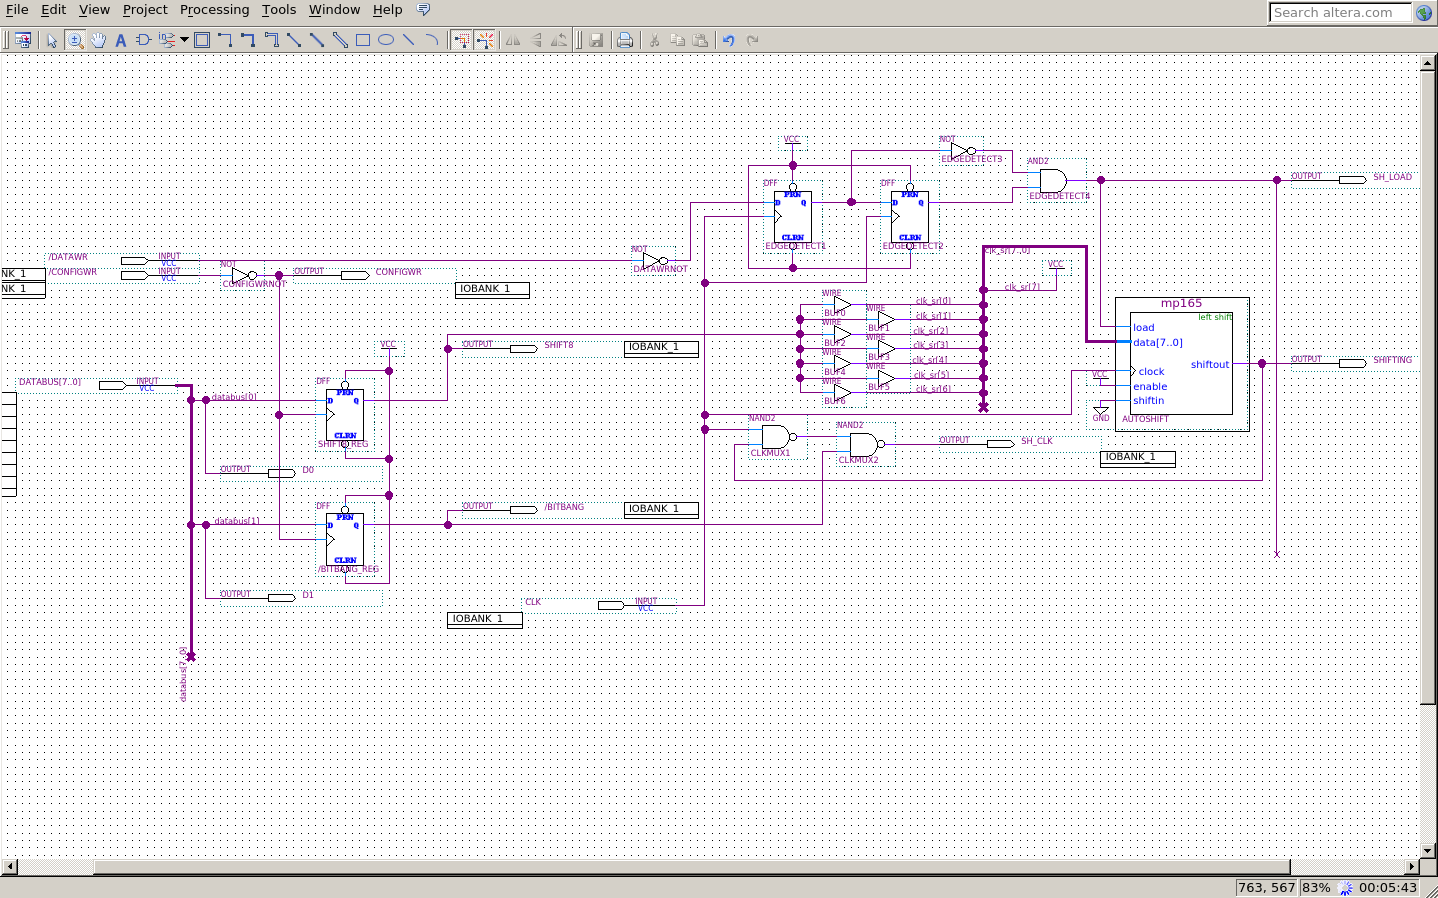 File Edit View Project Processing Tools Window Help
Search altera.com
VCC
NOT
EDGEDETECT3
AND2
EDGEDETECT4
OUTPUT SH_LOAD
DFF
PRN
D Q
CLRN
EDGEDETECT1
DFF
PRN
D Q
CLRN
EDGEDETECT2
/DATAWR INPUT
VCC
/CONFIGWR INPUT
VCC
NK_1
NK_1
NOT
CONFIGWRNOT
OUTPUT CONFIGWR
IOBANK_1
NOT
DATAWRNOT
clk_sr[7..0]
VCC
clk_sr[7]
WIRE
BUF0
clk_sr[0]
WIRE
BUF1
clk_sr[1]
WIRE
BUF2
clk_sr[2]
WIRE
BUF3
clk_sr[3]
WIRE
BUF4
clk_sr[4]
WIRE
BUF5
clk_sr[5]
WIRE
BUF6
clk_sr[6]
mp165
left shift
load
data[7..0]
shiftout
clock
enable
shiftin
AUTOSHIFT
VCC
GND
OUTPUT SHIFTING
VCC
OUTPUT SHIFT8
IOBANK_1
DATABUS[7..0] INPUT
VCC
databus[0]
DFF
PRN
D Q
CLRN
OUTPUT D0
NAND2
CLKMUX1
NAND2
CLKMUX2
OUTPUT SH_CLK
IOBANK_1
databus[1]
DFF
PRN
D Q
CLRN
/BITBANG_REG
OUTPUT /BITBANG
IOBANK_1
OUTPUT D1
CLK INPUT
VCC
IOBANK_1
databus[7..0]
763, 567 83% 00:05:43